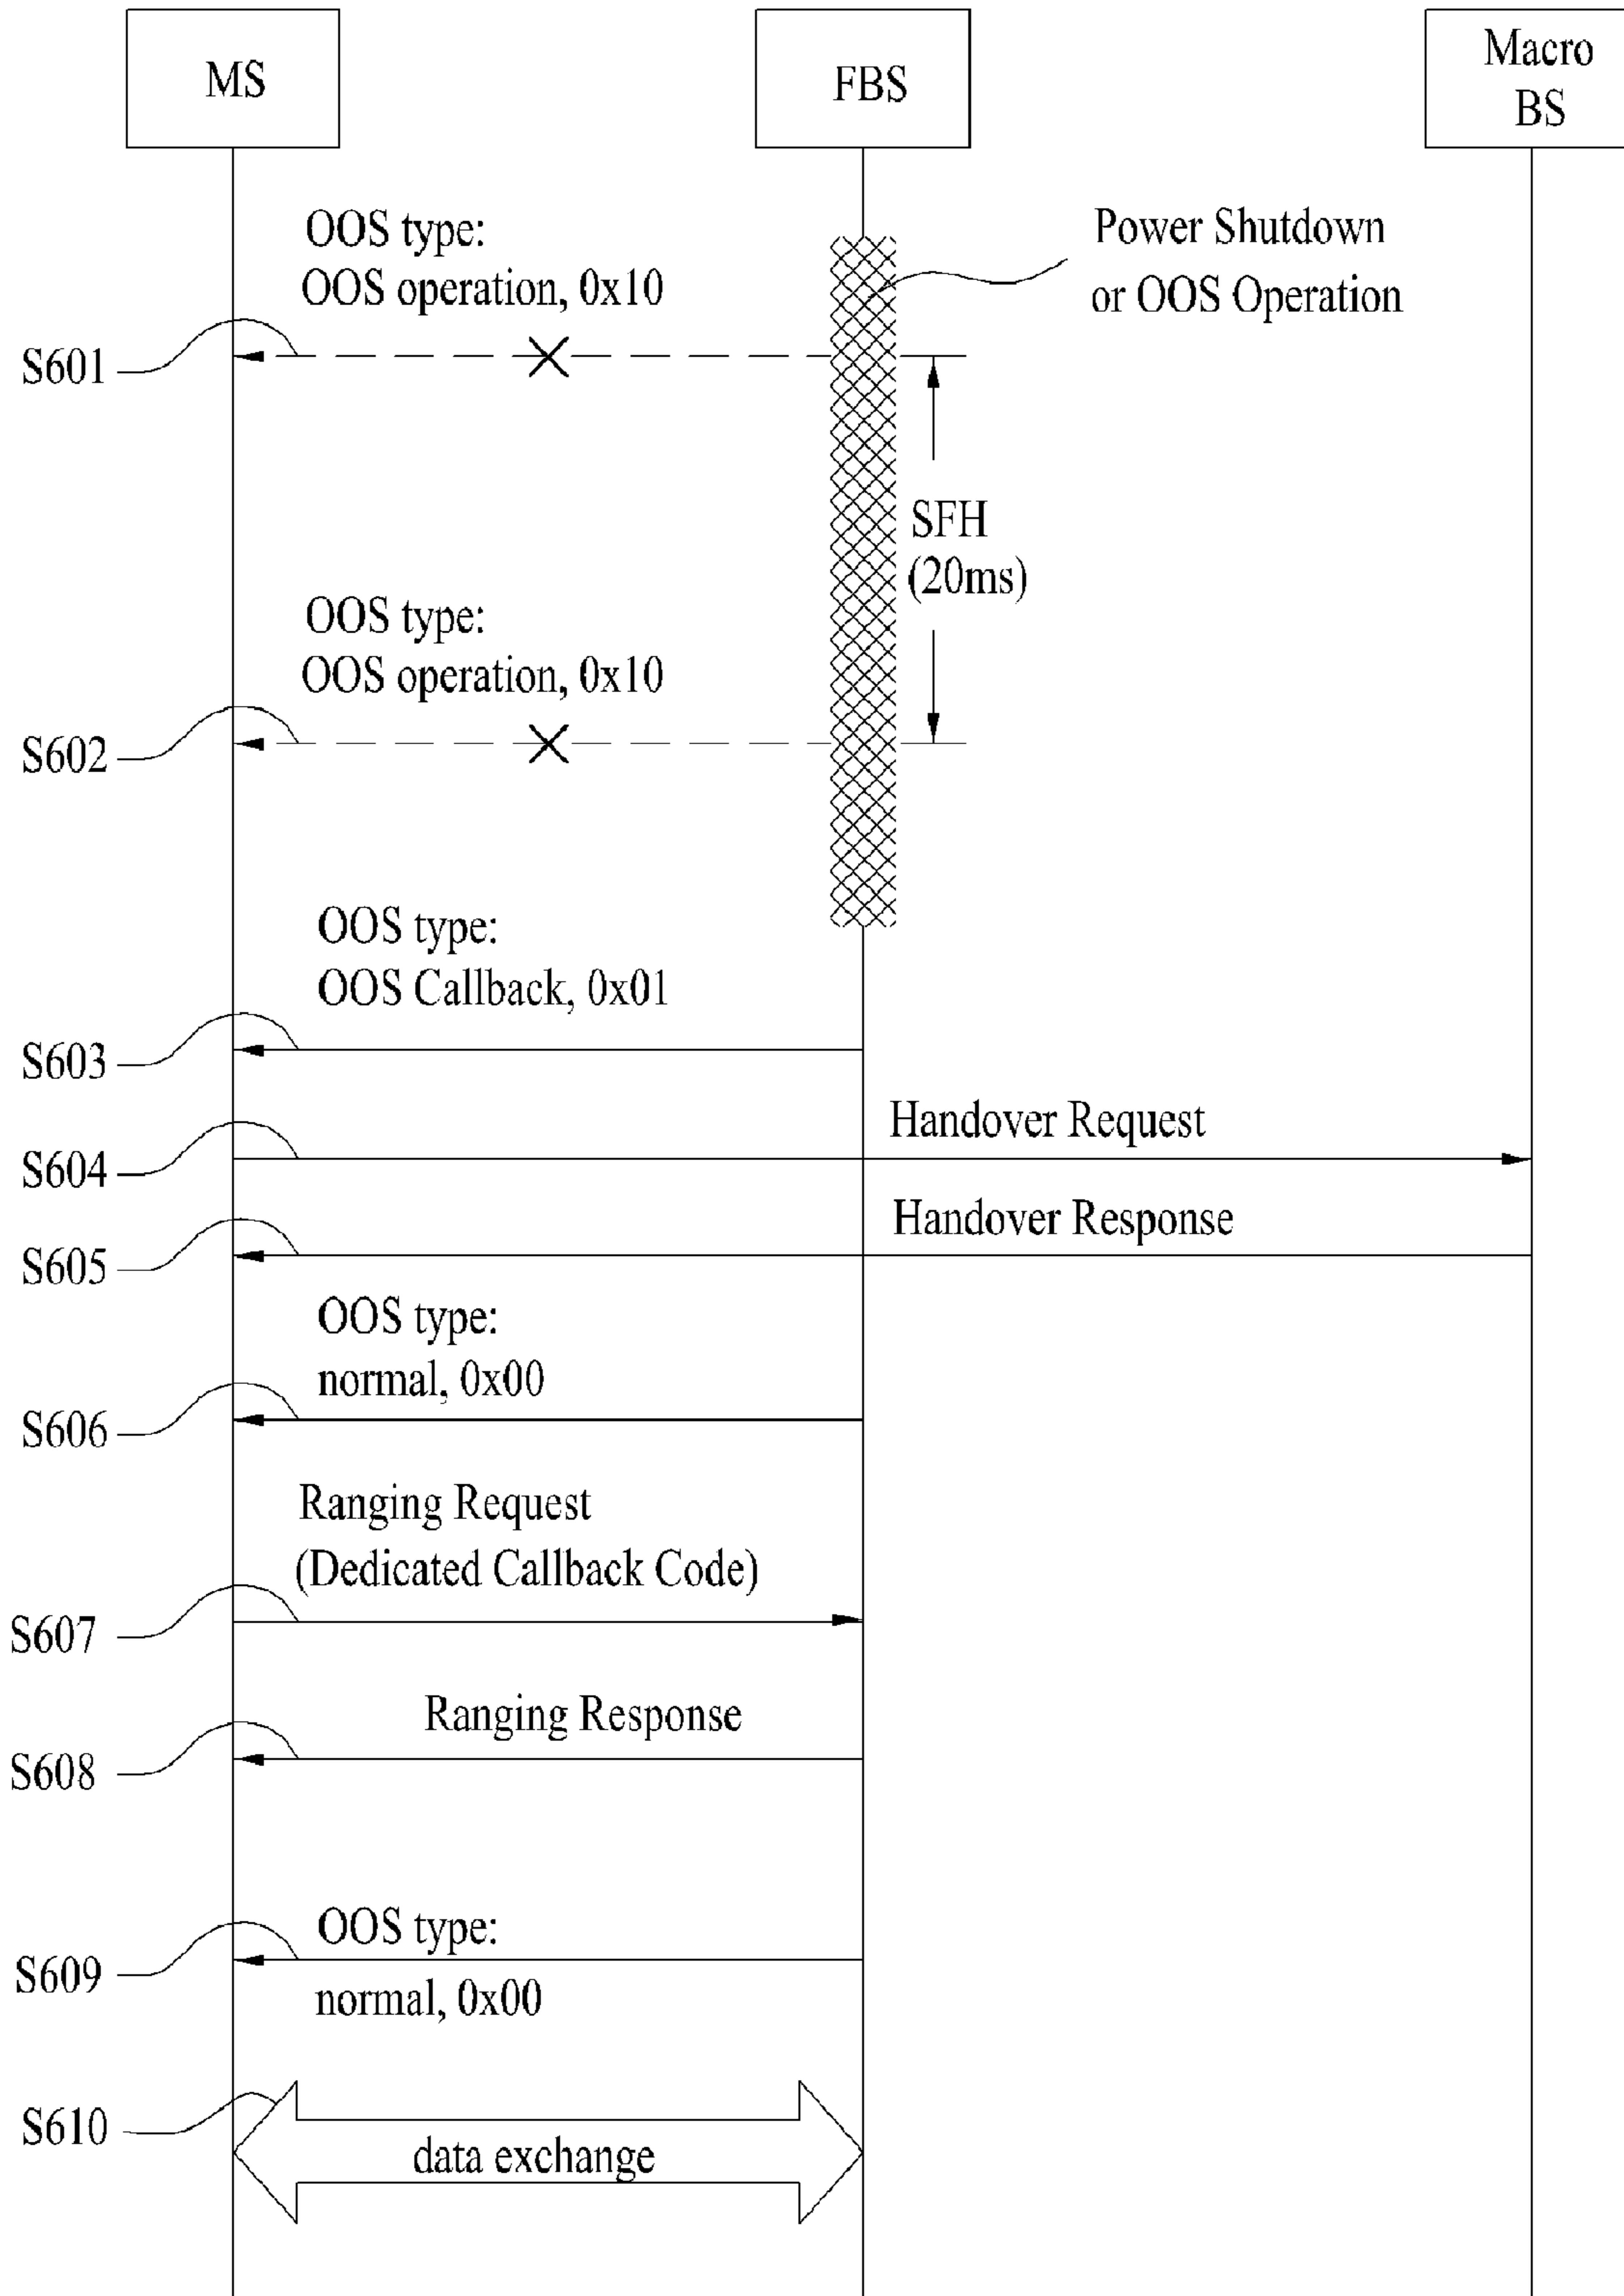 MS
FBS
Macro
BS
OOS type:
OOS operation, 0x10
Power Shutdown
or OOS Operation
S601
SFH
(20ms)
OOS type:
OOS operation, 0x10
S602
OOS type:
OOS Callback, 0x01
S603
Handover Request
S604
Handover Response
S605
OOS type:
normal, 0x00
S606
Ranging Request
(Dedicated Callback Code)
S607
Ranging Response
S608
OOS type:
S609
normal, 0x00
S610
data exchange